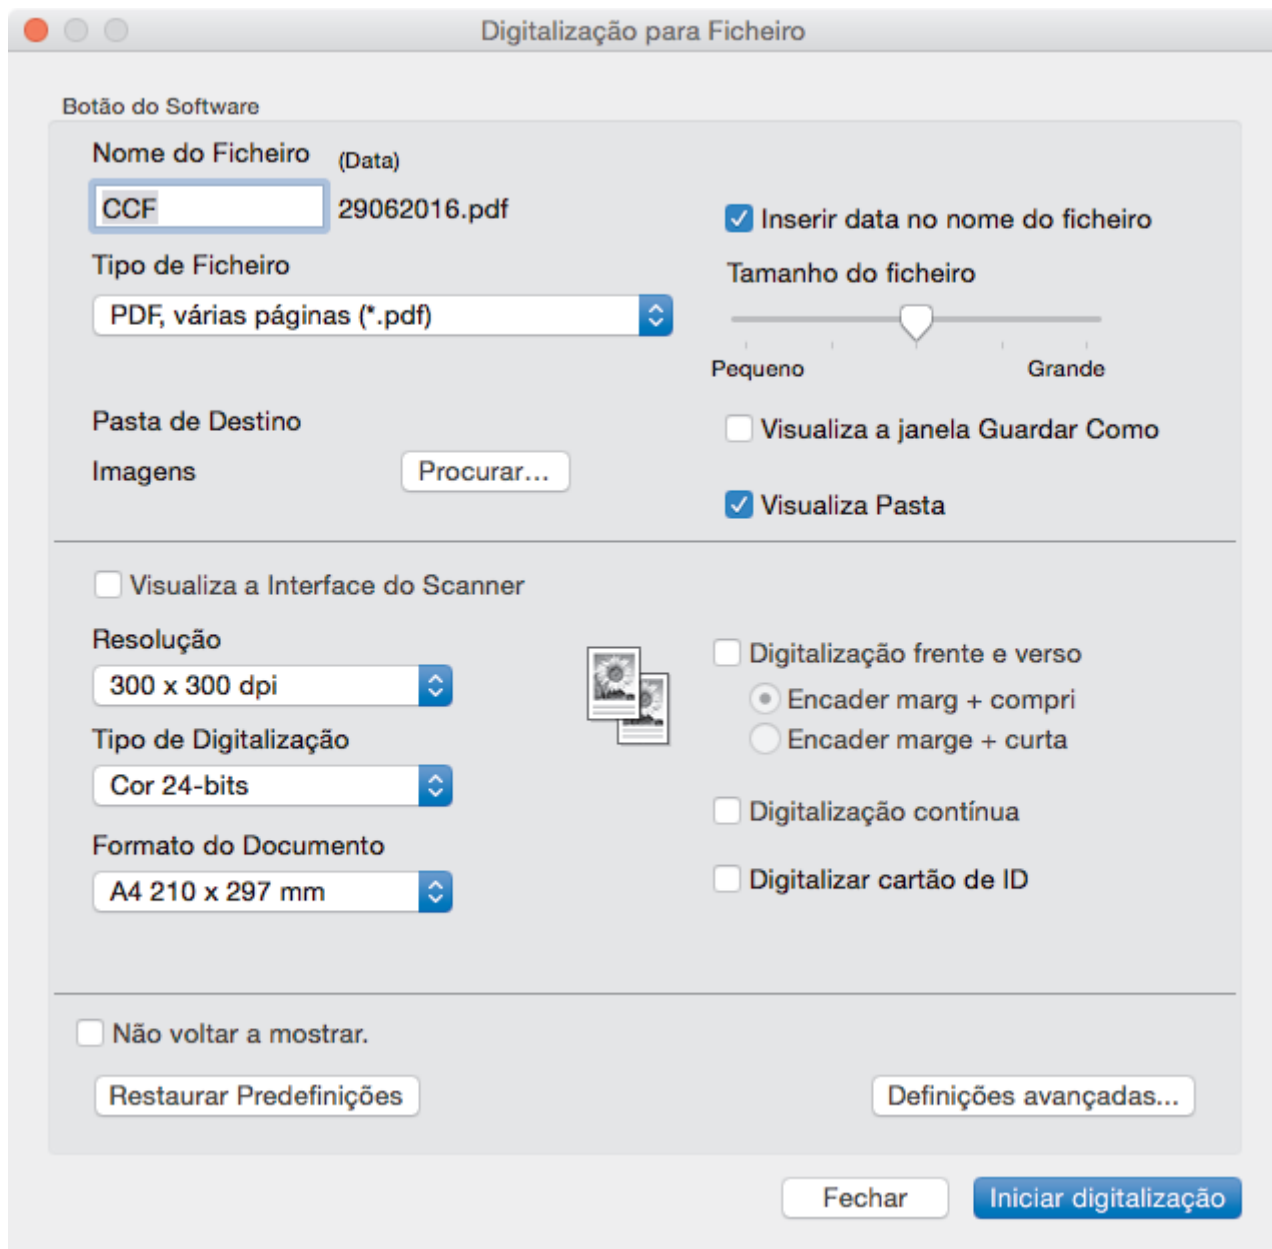 Digitalização para Ficheiro
Botão do Software
Nome do Ficheiro (Data)
CCF 29062016.pdf
Inserir data no nome do ficheiro
Tipo de Ficheiro
Tamanho do ficheiro
PDF, várias páginas (*.pdf)
Pequeno Grande
Pasta de Destino
Visualiza a janela Guardar Como
Imagens Procurar...
Visualiza Pasta
Visualiza a Interface do Scanner
Resolução
Digitalização frente e verso
300 x 300 dpi
Encader marg + compri
Tipo de Digitalização
Encader marge + curta
Cor 24-bits
Digitalização contínua
Formato do Documento
Digitalizar cartão de ID
A4 210 x 297 mm
Não voltar a mostrar.
Restaurar Predefinições Definições avançadas...
Fechar Iniciar digitalização